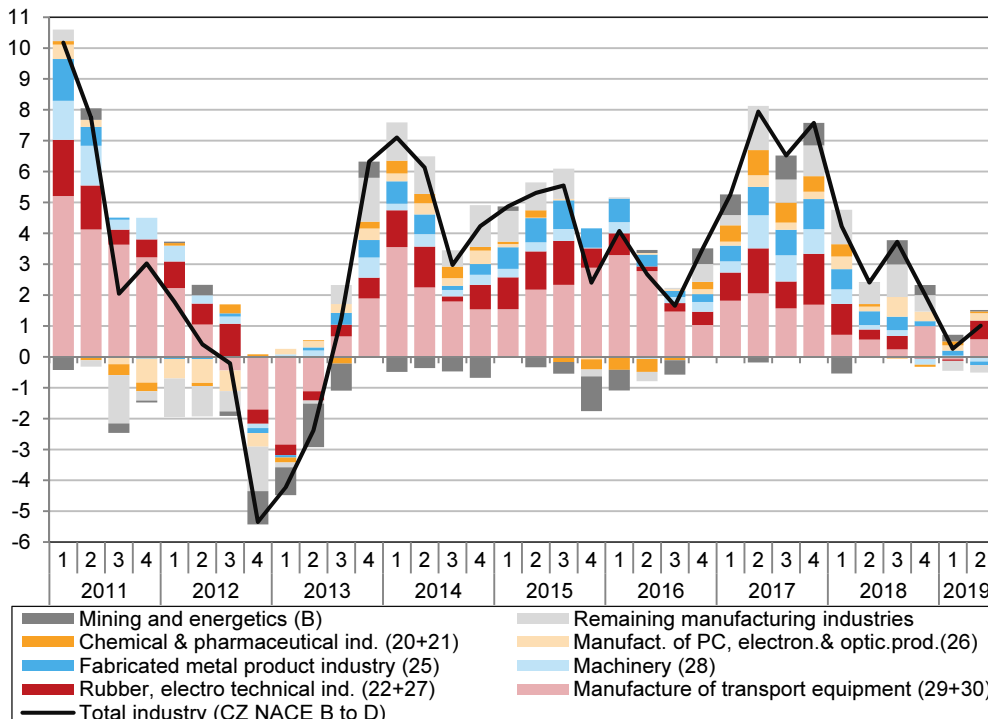 11
10
9
8
7
6
5
4
3
2
1
0
-1
-2
-3
-4
-5
-6
1 2 3 4 1 2 3 4 1 2 3 4 1 2 3 4 1 2 3 4 1 2 3 4 1 2 3 4 1 2 3 4 1 2
2011 2012 2013 2014 2015 2016 2017 2018 2019
Mining and energetics (B) Remaining manufacturing industries
Chemical & pharmaceutical ind. (20+21) Manufact. of PC, electron.& optic.prod.(26)
Fabricated metal product industry (25) Machinery (28)
Rubber, electro technical ind. (22+27) Manufacture of transport equipment (29+30)
Total industry (CZ NACE B to D)